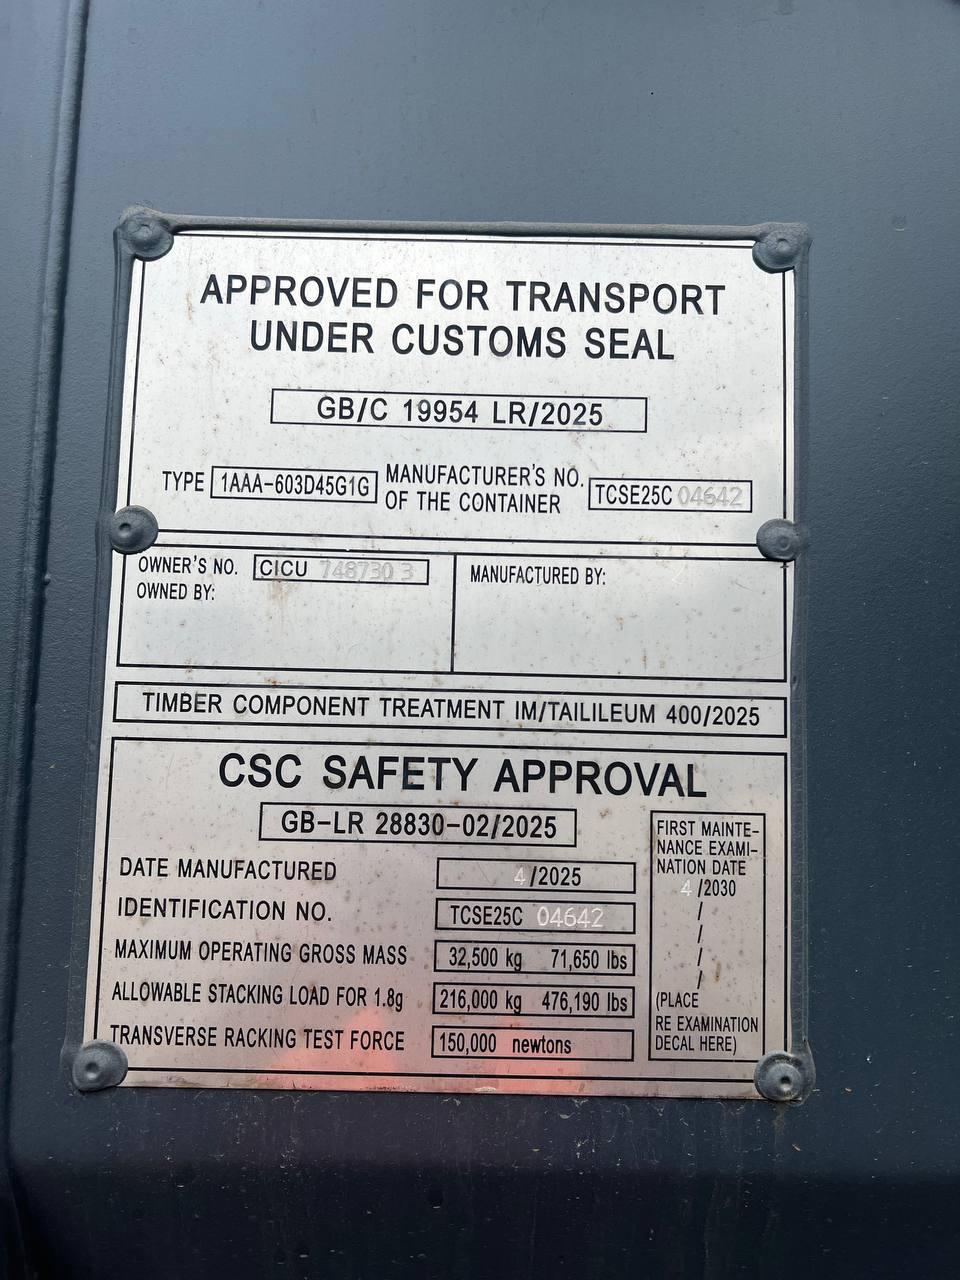 APPROVED FOR TRANSPORT
UNDER CUSTOMS SEAL
GB/C 19954 LR/2025
TYPE 1AAA-603D45G1G MANUFACTURER'S NO. OF THE CONTAINER TCSE25C 04642
OWNER'S NO. CICU 748730 3
OWNED BY:
MANUFACTURED BY:
TIMBER COMPONENT TREATMENT IM/TAILILEUM 400/2025
CSC SAFETY APPROVAL
GB-LR 28830-02/2025
DATE MANUFACTURED 4/2025
IDENTIFICATION NO. TCSE25C 04642
MAXIMUM OPERATING GROSS MASS 32,500 kg 71,650 lbs
ALLOWABLE STACKING LOAD FOR 1.8g 216,000 kg 476,190 lbs
TRANSVERSE RACKING TEST FORCE 150,000 newtons
FIRST MAINTE-
NANCE EXAMI-
NATION DATE
4/2030
/
/
/
/
(PLACE
RE EXAMINATION
DECAL HERE)